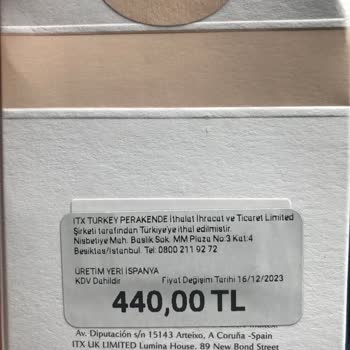 ITX TURKEY PERAKENDE İthalat İhracat ve Ticaret Limited
Şirketi tarafından Türkiye'ye ithal edilmiştir.
Nisbetiye Mah. Baslık Sok. MM Plaza No:3 Kat:4
Besiktas/İstanbul. Tel: 0800 211 92 72
ÜRETİM YERİ İSPANYA
KDV Dahildir Fiyat Değişim Tarihi 16/12/2023
440,00 TL
Av. Diputación s/n 15143 Arteixo, A Coruña -Spain
ITX UK LIMITED Lumina House, 89 New Bond Street